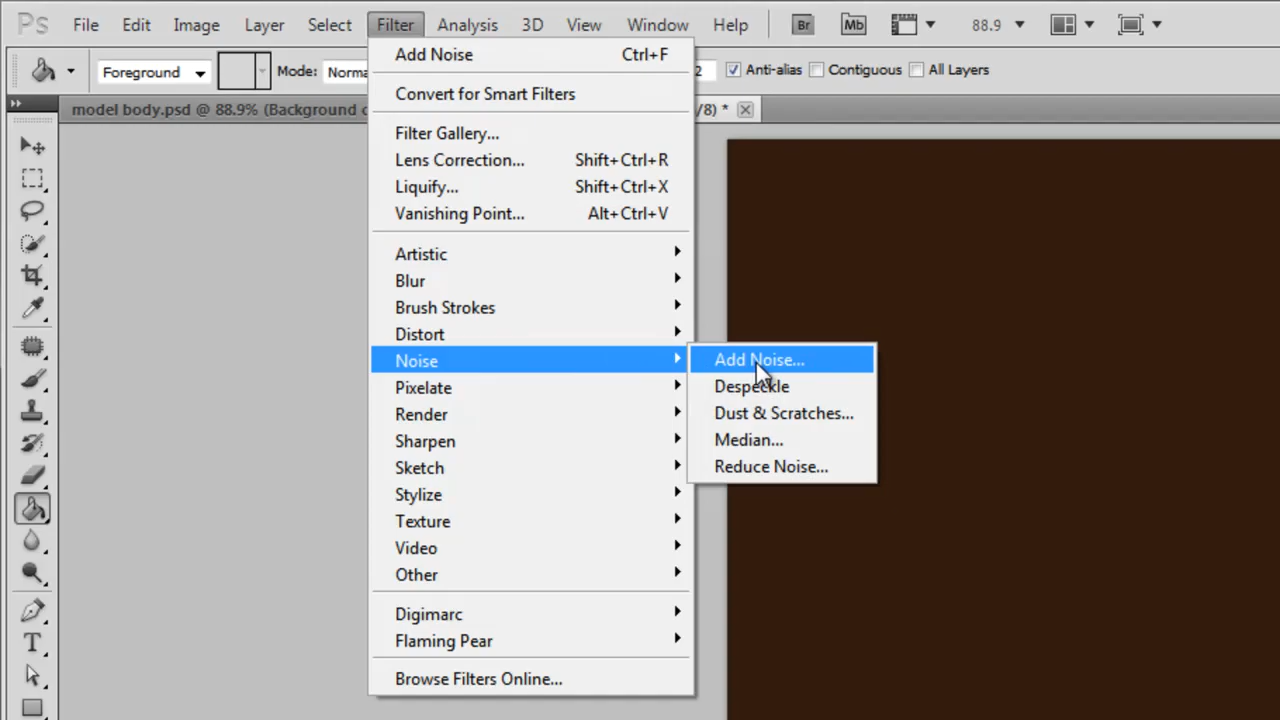 Ps File Edit Image Layer Select Filter Analysis 3D View Window Help Br Mb 88.9
Foreground Mode: Norma 2 Anti-alias Contiguous All Layers
model body.psd @ 88.9% (Background c /8) *
Add Noise Ctrl+F
Convert for Smart Filters
Filter Gallery...
Lens Correction... Shift+Ctrl+R
Liquify... Shift+Ctrl+X
Vanishing Point... Alt+Ctrl+V
Artistic
Blur
Brush Strokes
Distort
Noise
Pixelate
Render
Sharpen
Sketch
Stylize
Texture
Video
Other
Digimarc
Flaming Pear
Browse Filters Online...
Add Noise...
Despeckle
Dust & Scratches...
Median...
Reduce Noise...
T